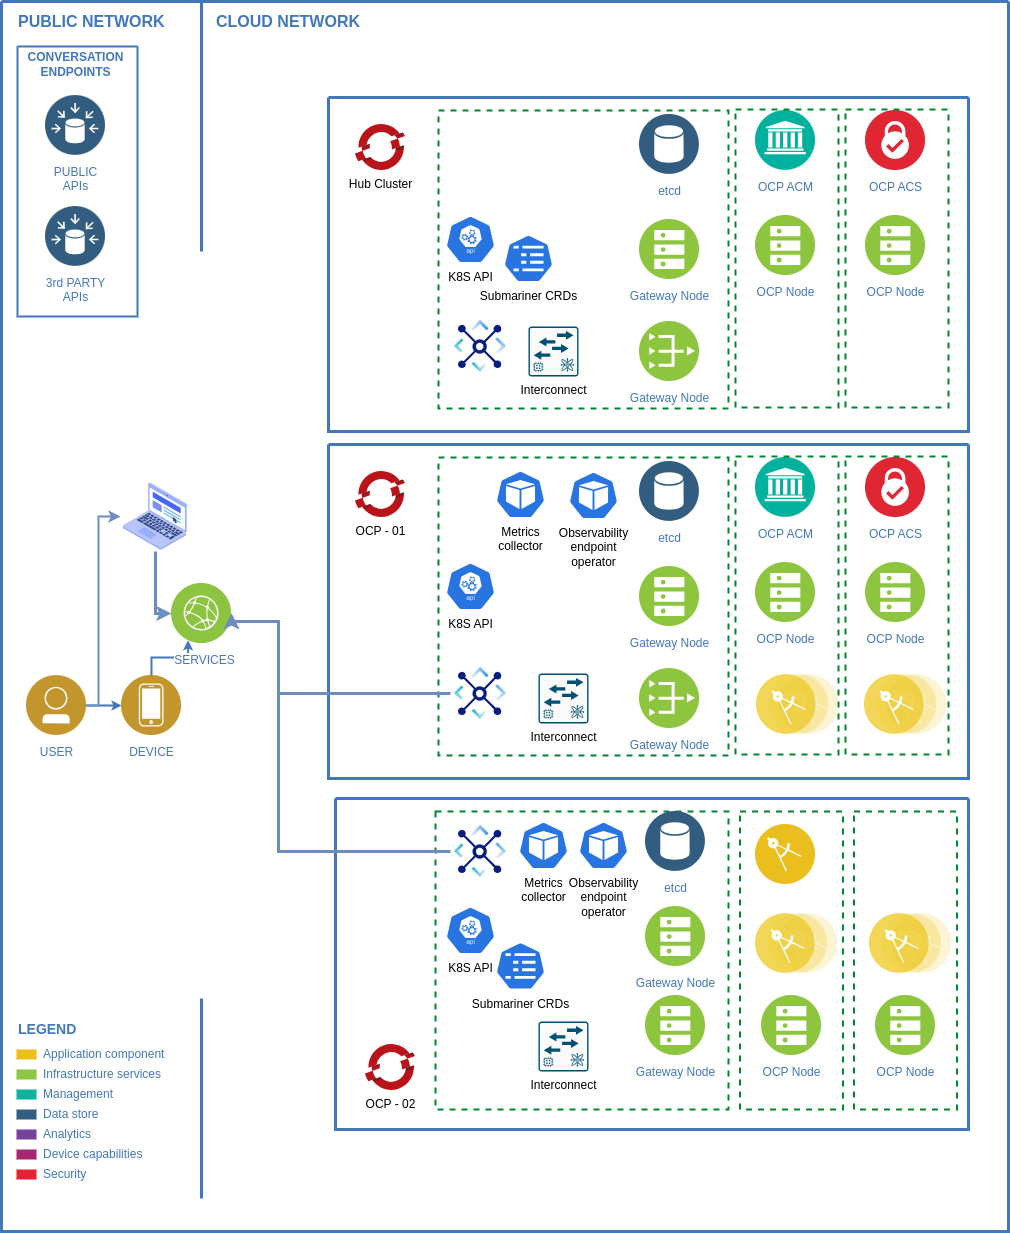 PUBLIC NETWORK
CLOUD NETWORK
CONVERSATION
ENDPOINTS
PUBLIC
APIs
3rd PARTY
APIs
Hub Cluster
etcd
OCP ACM
OCP ACS
K8S API
api
Submariner CRDs
Gateway Node
OCP Node
OCP Node
Interconnect
Gateway Node
OCP - 01
Metrics
collector
Observability
endpoint
operator
etcd
OCP ACM
OCP ACS
K8S API
api
Gateway Node
OCP Node
OCP Node
Interconnect
Gateway Node
SERVICES
USER
DEVICE
Metrics
collector
Observability
endpoint
operator
etcd
K8S API
api
Submariner CRDs
Gateway Node
Interconnect
Gateway Node
OCP Node
OCP Node
OCP - 02
LEGEND
Application component
Infrastructure services
Management
Data store
Analytics
Device capabilities
Security